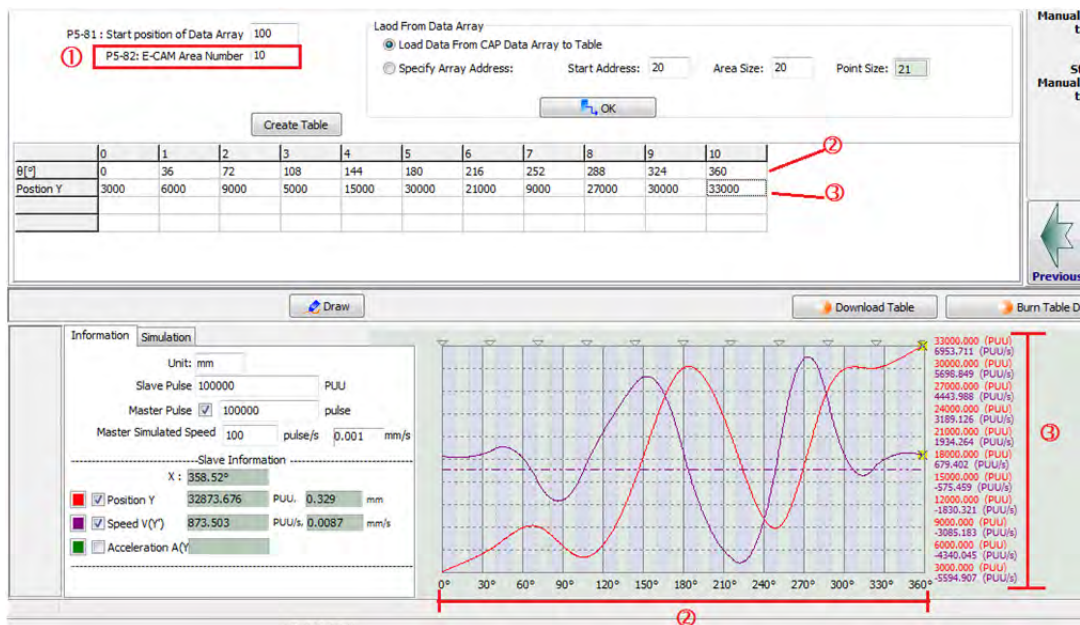 P5-81 : Start position of Data Array 100
① P5-82: E-CAM Area Number 10
Laod From Data Array
Load Data From CAP Data Array to Table
Specify Array Address: Start Address: 20 Area Size: 20 Point Size: 21
OK
Create Table
Manual
t
St
Manual
t
0 1 2 3 4 5 6 7 8 9 10
θ[°] 0 36 72 108 144 180 216 252 288 324 360
Postion Y 3000 6000 9000 5000 15000 30000 21000 9000 27000 30000 33000
②
③
Previous
Draw
Download Table
Burn Table D
Information Simulation
Unit: mm
Slave Pulse 100000 PUU
Master Pulse 100000 pulse
Master Simulated Speed 100 pulse/s 0.001 mm/s
Slave Information
X : 358.52°
Position Y 32873.676 PUU. 0.329 mm
Speed V(Y') 873.503 PUU/s, 0.0087 mm/s
Acceleration A(Y
33000.000 (PUU)
6953.711 (PUU/s)
30000.000 (PUU)
5698.849 (PUU/s)
27000.000 (PUU)
4443.988 (PUU/s)
24000.000 (PUU)
3189.126 (PUU/s)
21000.000 (PUU)
1934.264 (PUU/s)
18000.000 (PUU)
679.402 (PUU/s)
15000.000 (PUU)
-575.459 (PUU/s)
12000.000 (PUU)
-1830.321 (PUU/s)
9000.000 (PUU)
-3085.183 (PUU/s)
6000.000 (PUU)
-4340.045 (PUU/s)
3000.000 (PUU)
-5594.907 (PUU/s)
③
0° 30° 60° 90° 120° 150° 180° 210° 240° 270° 300° 330° 360°
②